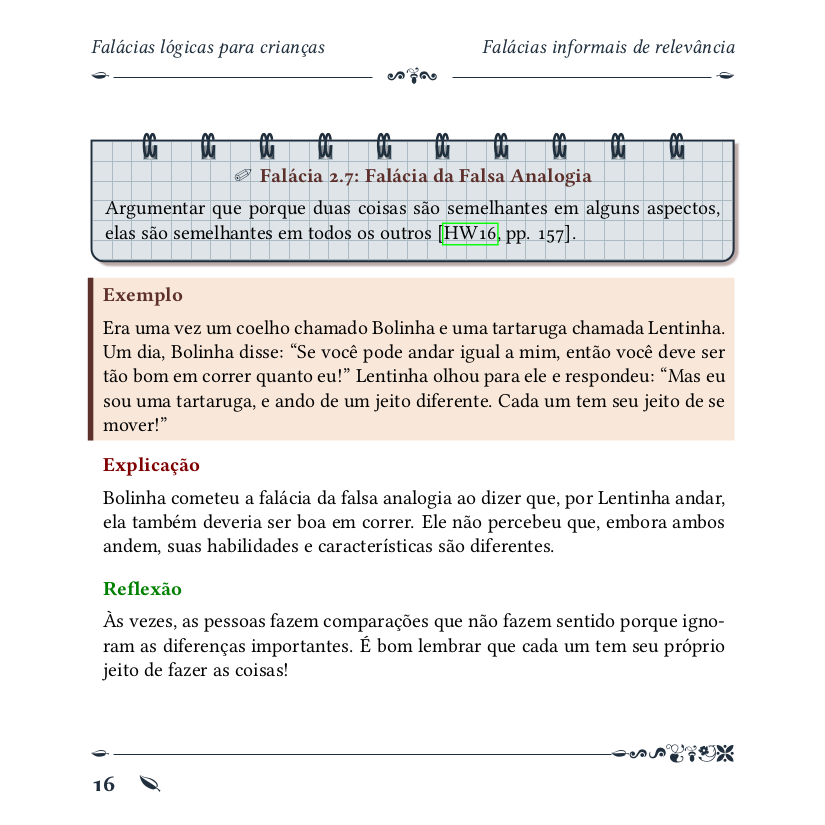 Falácias lógicas para crianças
Falácias informais de relevância
Falácia 2.7: Falácia da Falsa Analogia
Argumentar que porque duas coisas são semelhantes em alguns aspectos,
elas são semelhantes em todos os outros [HW16, pp. 157].
Exemplo
Era uma vez um coelho chamado Bolinha e uma tartaruga chamada Lentinha.
Um dia, Bolinha disse: “Se você pode andar igual a mim, então você deve ser
tão bom em correr quanto eu!” Lentinha olhou para ele e respondeu: “Mas eu
sou uma tartaruga, e ando de um jeito diferente. Cada um tem seu jeito de se
mover!”
Explicação
Bolinha cometeu a falácia da falsa analogia ao dizer que, por Lentinha andar,
ela também deveria ser boa em correr. Ele não percebeu que, embora ambos
andem, suas habilidades e características são diferentes.
Reflexão
Às vezes, as pessoas fazem comparações que não fazem sentido porque igno-
ram as diferenças importantes. É bom lembrar que cada um tem seu próprio
jeito de fazer as coisas!
16